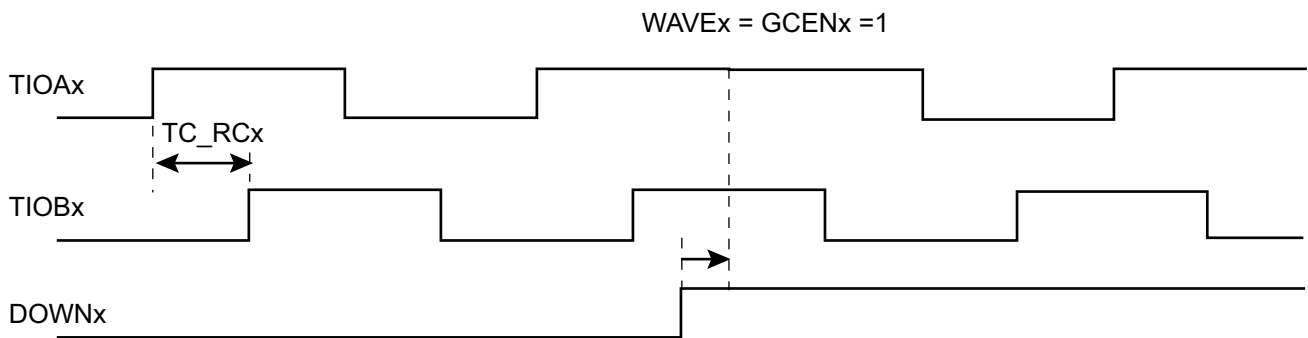 WAVEx = GCENx =1
TIOAx
TC_RCx
TIOBx
DOWNx